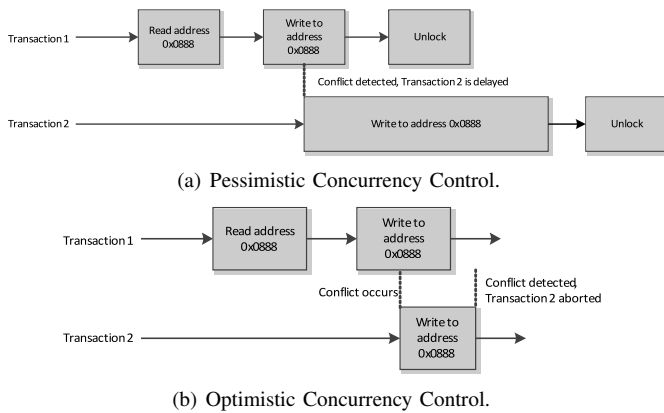 Transaction 1
Read address
0x0888
Write to
address
0x0888
Unlock
Conflict detected, Transaction 2 is delayed
Transaction 2
Write to address 0x0888
Unlock
(a) Pessimistic Concurrency Control.
Transaction 1
Read address
0x0888
Write to
address
0x0888
Conflict occurs
Conflict detected,
Transaction 2 aborted
Transaction 2
Write to
address
0x0888
(b) Optimistic Concurrency Control.